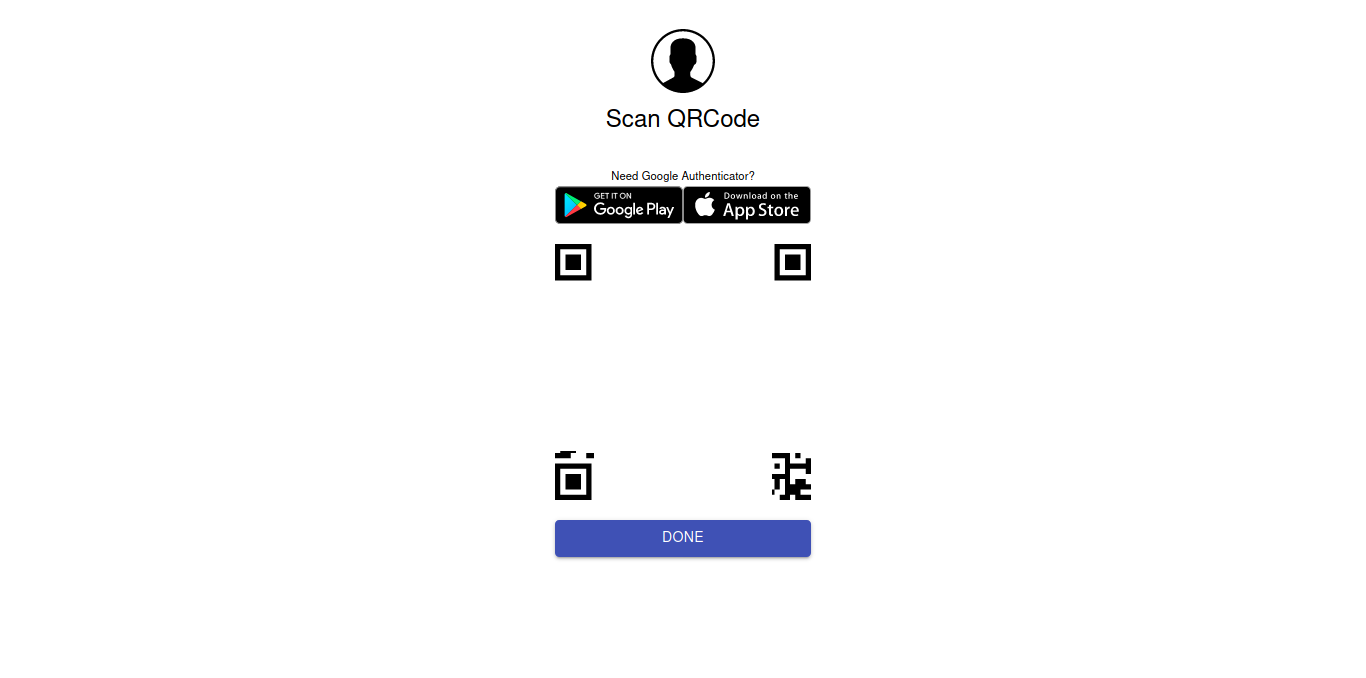 Scan QRCode
Need Google Authenticator?
GET IT ON
Google Play
Download on the
App Store
DONE